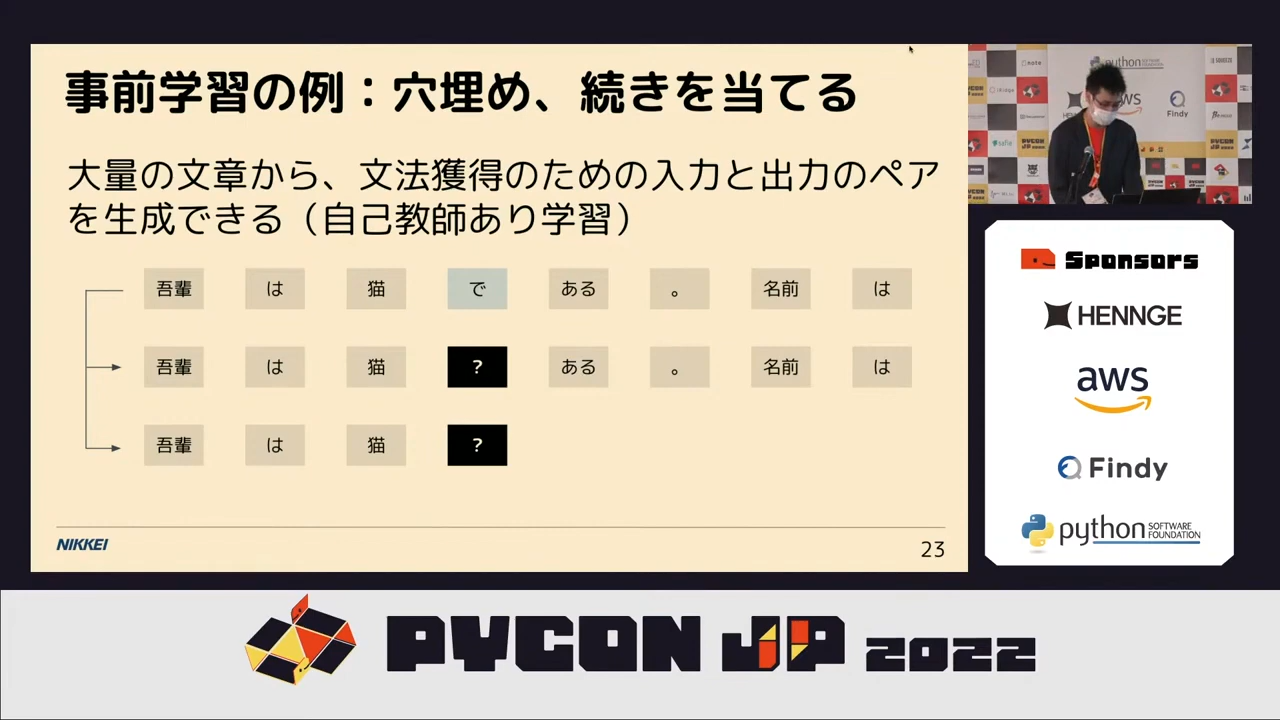 事前学習の例：穴埋め、続きを当てる
大量の文章から、文法獲得のための入力と出力のペア
を生成できる（自己教師あり学習）
吾輩 は 猫 で ある 。 名前 は
吾輩 は 猫 ? ある 。 名前 は
吾輩 は 猫 ?
NIKKEI
23
note
python
aws
Findy
Sponsors
HENNGE
aws
Findy
python SOFTWARE FOUNDATION
PYCON JP 2022